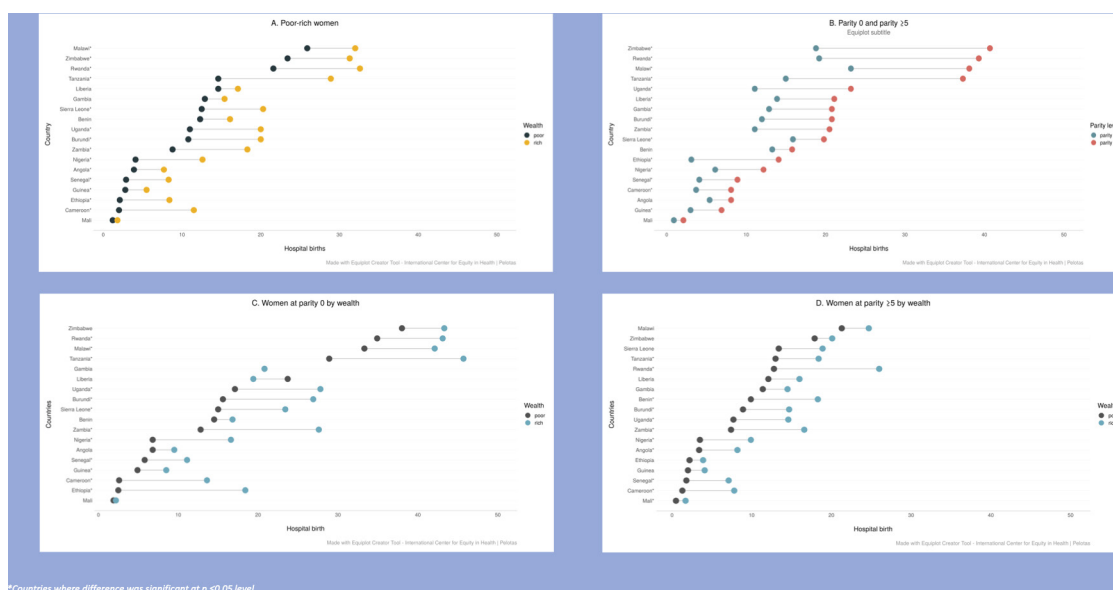 A. Poor-rich women
Malawi*
Zimbabwe*
Rwanda*
Tanzania*
Liberia
Gambia
Sierra Leone*
Benin
Uganda*
Burundi*
Zambia*
Nigeria*
Angola*
Senegal*
Guinea*
Ethiopia*
Cameroon*
Mali
Country
0 10 20 30 40 50
Hospital births
Wealth
poor
rich
Made with Equiplot Creator Tool - International Center for Equity in Health | Pelotas
B. Parity 0 and parity ≥5
Equiplot subtitle
Zimbabwe*
Rwanda*
Malawi*
Tanzania*
Uganda*
Liberia*
Gambia*
Burundi*
Zambia*
Sierra Leone*
Benin
Ethiopia*
Nigeria*
Senegal*
Cameroon*
Angola
Guinea*
Mali
Country
0 10 20 30 40 50
Hospital births
Parity lev
parity
parity
Made with Equiplot Creator Tool - International Center for Equity in Health | Pelotas
C. Women at parity 0 by wealth
Zimbabwe
Rwanda*
Malawi*
Tanzania*
Gambia
Liberia
Uganda*
Burundi*
Sierra Leone*
Benin
Zambia*
Nigeria*
Angola
Senegal*
Guinea*
Cameroon*
Ethiopia*
Mali
Countries
0 10 20 30 40 50
Hospital birth
Wealth
poor
rich
Made with Equiplot Creator Tool - International Center for Equity in Health | Pelotas
D. Women at parity ≥5 by wealth
Malawi
Zimbabwe
Sierra Leone
Tanzania*
Rwanda*
Liberia
Gambia
Benin*
Burundi*
Uganda*
Zambia*
Nigeria*
Angola*
Ethiopia
Guinea
Senegal*
Cameroon*
Mali*
Countries
0 10 20 30 40 50
Hospital birth
Wealt
poor
rich
Made with Equiplot Creator Tool - International Center for Equity in Health | Pelotas
*Countries where difference was significant at p ≤0.05 level